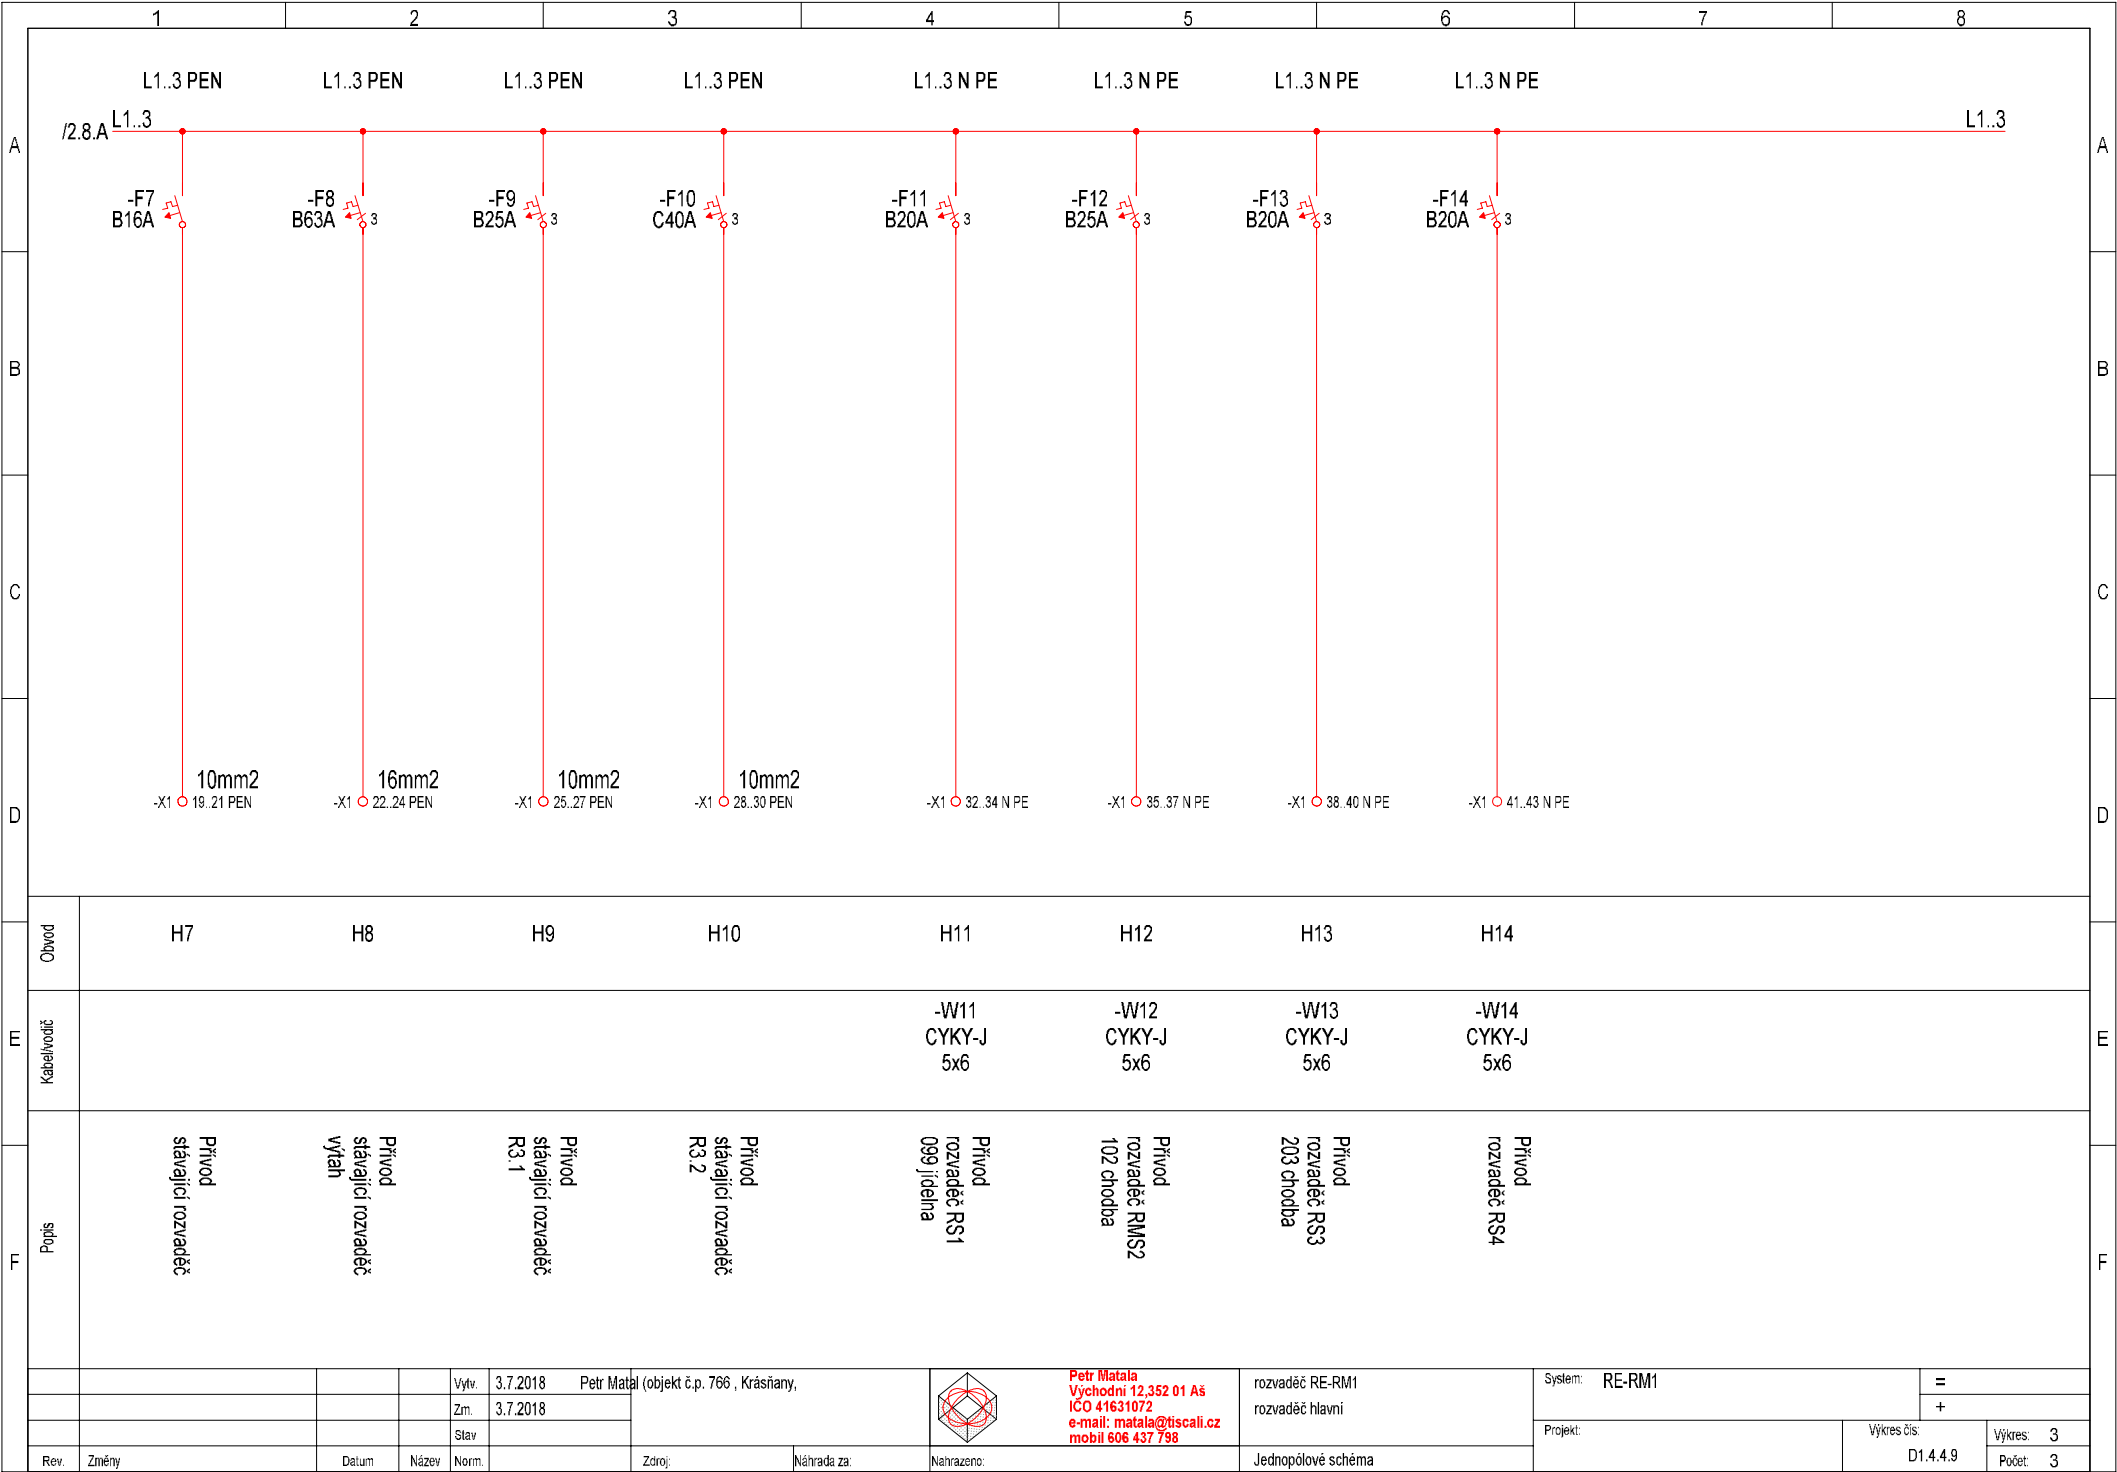 1 2 3 4 5 6 7 8
L1..3 PEN L1..3 PEN L1..3 PEN L1..3 PEN L1..3 N PE L1..3 N PE L1..3 N PE L1..3 N PE
/2.8.A L1..3 L1..3
A A
-F7 -F8 -F9 -F10 -F11 -F12 -F13 -F14
B16A B63A 3 B25A 3 C40A 3 B20A 3 B25A 3 B20A 3 B20A 3
B B
C C
10mm2 16mm2 10mm2 10mm2
-X1 19..21 PEN -X1 22..24 PEN -X1 25..27 PEN -X1 28..30 PEN -X1 32..34 N PE -X1 35..37 N PE -X1 38..40 N PE -X1 41..43 N PE
D D
Obvod H7 H8 H9 H10 H11 H12 H13 H14
E E
Kabel/vodič
-W11 -W12 -W13 -W14
CYKY-J CYKY-J CYKY-J CYKY-J
5x6 5x6 5x6 5x6
F F
Popis
Přívod
stávající rozvaděč
Přívod
stávající rozvaděč
výtah
Přívod
stávající rozvaděč
R3.1
Přívod
stávající rozvaděč
R3.2
Přívod
rozvaděč RS1
099 jídelna
Přívod
rozvaděč RMS2
102 chodba
Přívod
rozvaděč RS3
203 chodba
Přívod
rozvaděč RS4
Vytv. 3.7.2018 Petr Matal (objekt č.p. 766 , Krásňany,
Zm. 3.7.2018
Stav
Rev. Změny Datum Název Norm. Zdroj: Náhrada za: Nahrazeno:
Petr Matala
Východní 12,352 01 Aš
IČO 41631072
e-mail: matala@tiscali.cz
mobil 606 437 798
rozvaděč RE-RM1
rozvaděč hlavní
Jednopólové schéma
System: RE-RM1
=
+
Projekt:
Výkres čís:
D1.4.4.9
Výkres: 3
Počet: 3